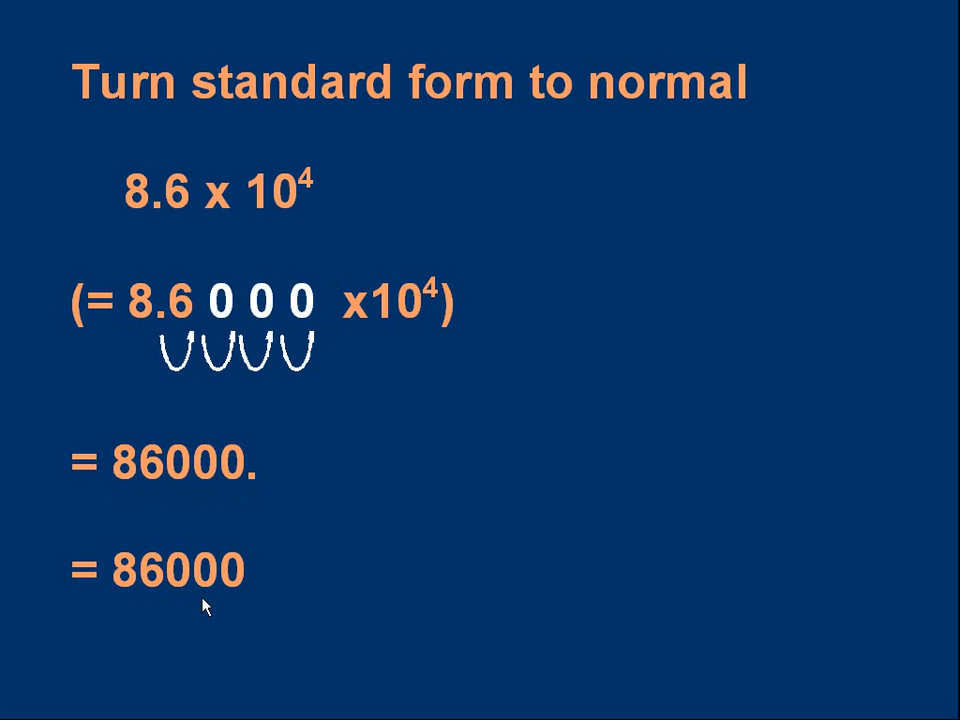 Turn standard form to normal
8.6 x 10⁴
(= 8.6 0 0 0 x10⁴)
= 86000.
= 86000